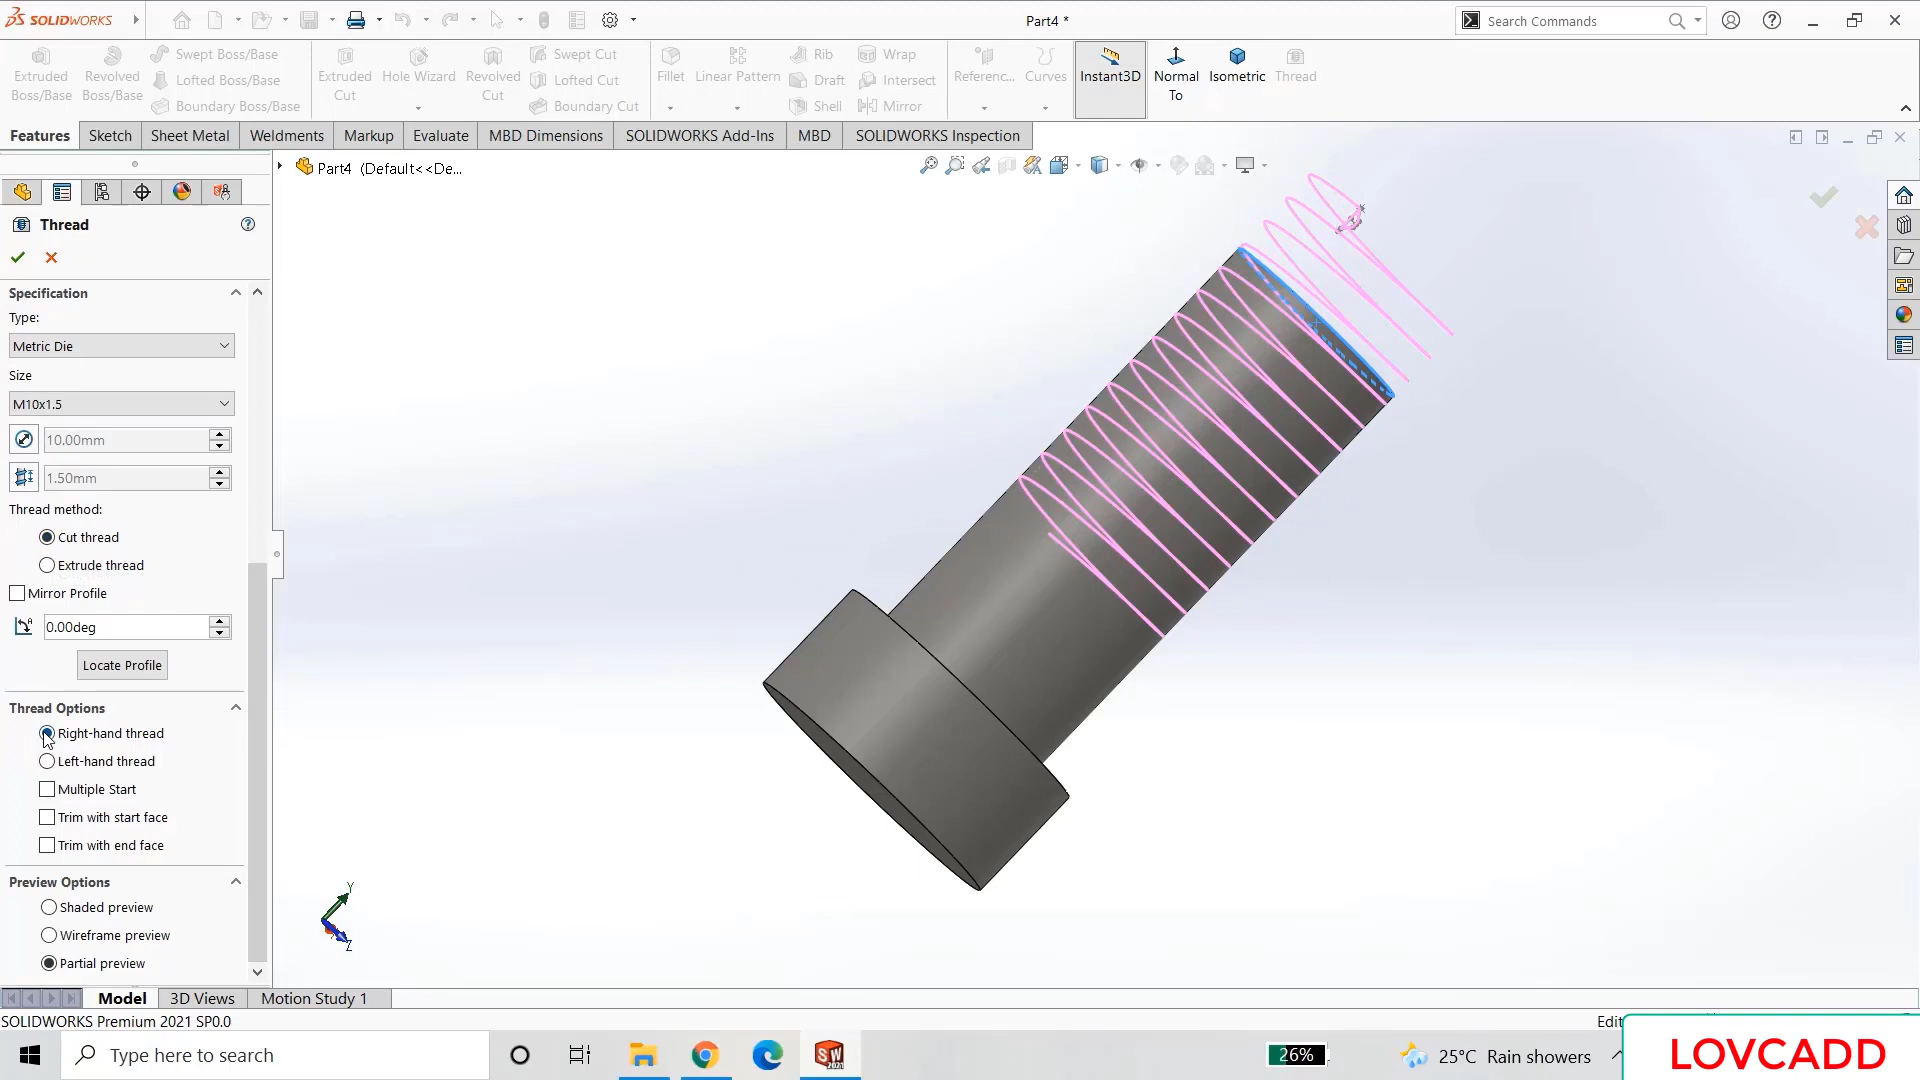 SOLIDWORKS
Part4 *
Search Commands
Extruded Boss/Base
Revolved Boss/Base
Swept Boss/Base
Lofted Boss/Base
Boundary Boss/Base
Extruded Cut
Hole Wizard
Revolved Cut
Swept Cut
Lofted Cut
Boundary Cut
Fillet
Linear Pattern
Rib
Draft
Shell
Wrap
Intersect
Mirror
Referenc...
Curves
Instant3D
Normal To
Isometric
Thread
Features
Sketch
Sheet Metal
Weldments
Markup
Evaluate
MBD Dimensions
SOLIDWORKS Add-Ins
MBD
SOLIDWORKS Inspection
Part4 (Default<<De...
Thread
Specification
Type:
Metric Die
Size
M10x1.5
10.00mm
1.50mm
Thread method:
Cut thread
Extrude thread
Mirror Profile
0.00deg
Locate Profile
Thread Options
Right-hand thread
Left-hand thread
Multiple Start
Trim with start face
Trim with end face
Preview Options
Shaded preview
Wireframe preview
Partial preview
Y
Z
Model
3D Views
Motion Study 1
SOLIDWORKS Premium 2021 SP0.0
Edit
Type here to search
SW
2021
26%
25°C Rain showers
LOVCADD